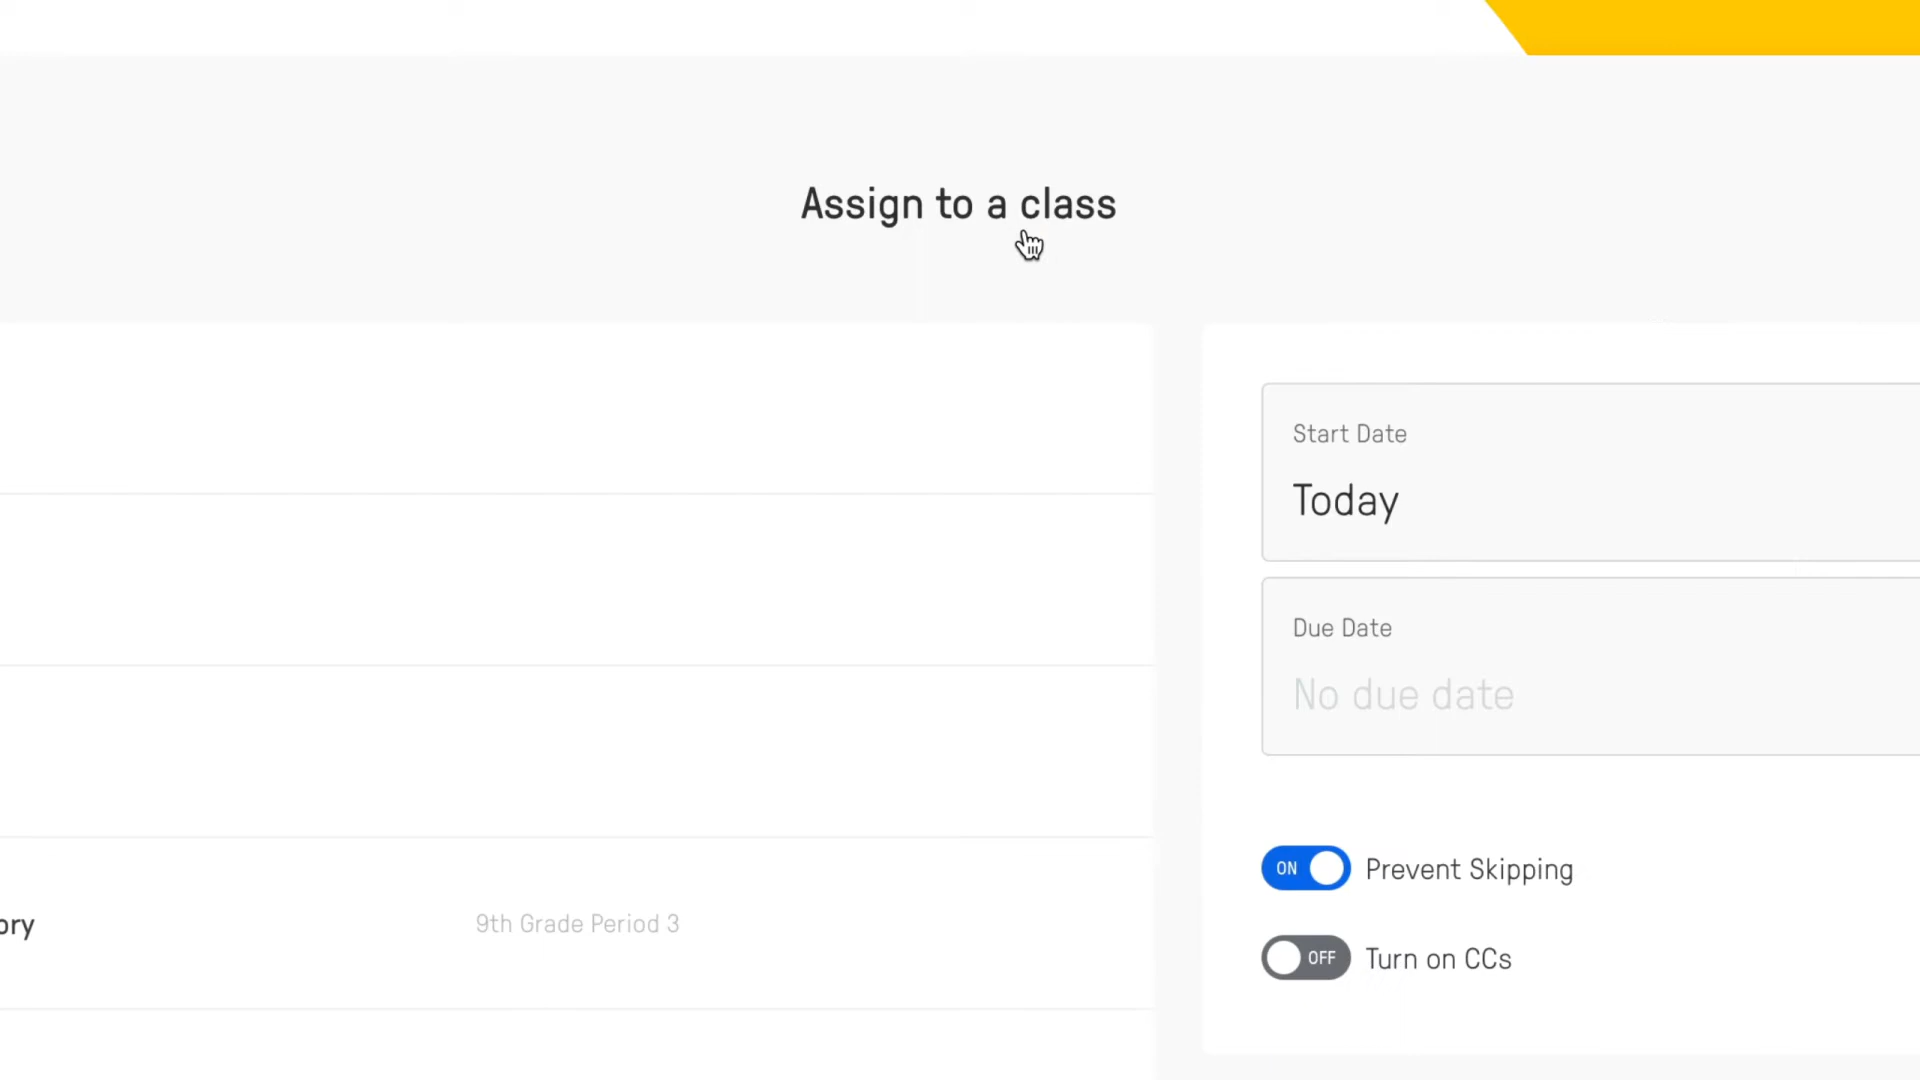 Assign to a class
Start Date
Today
Due Date
No due date
ON Prevent Skipping
ory 9th Grade Period 3
OFF Turn on CCs